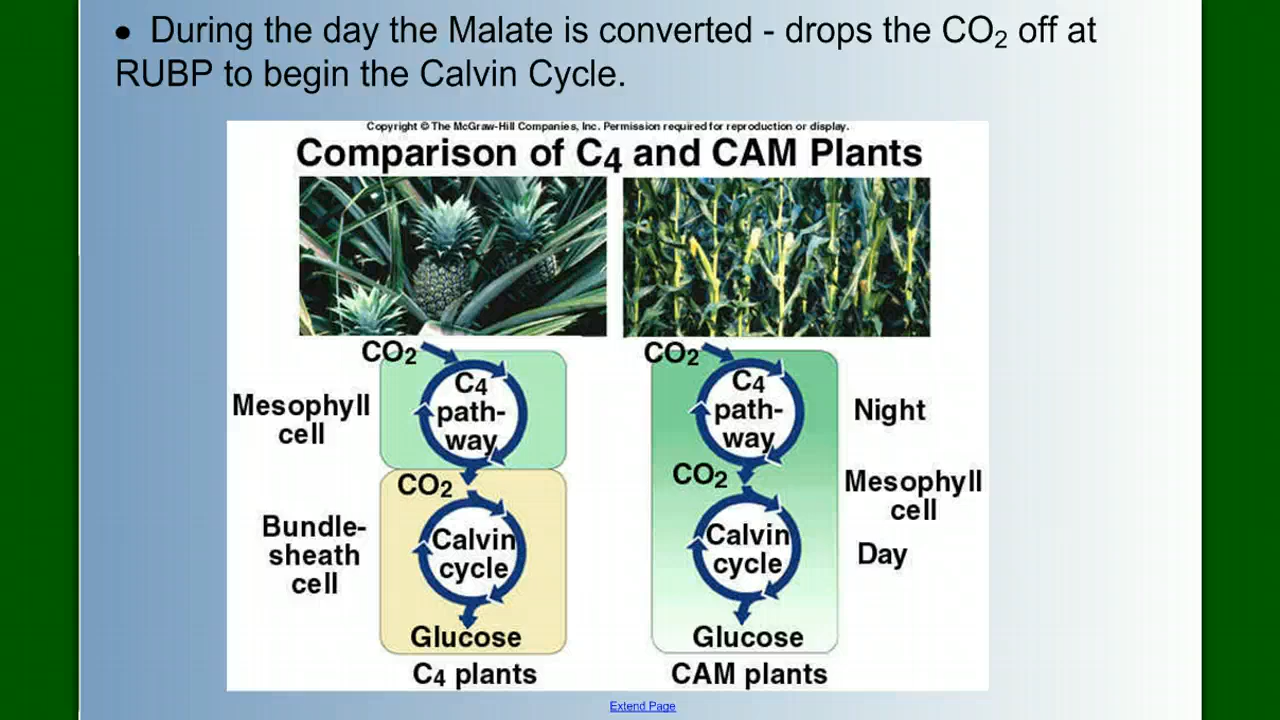 • During the day the Malate is converted - drops the CO₂ off at
RUBP to begin the Calvin Cycle.
Copyright © The McGraw-Hill Companies, Inc. Permission required for reproduction or display.
Comparison of C4 and CAM Plants
CO2
C4
path-
way
Mesophyll
cell
CO2
Bundle-
sheath
cell
Calvin
cycle
Glucose
C4 plants
CO2
C4
path-
way
Night
CO2
Mesophyll
cell
Calvin
cycle
Day
Glucose
CAM plants
Extend Page